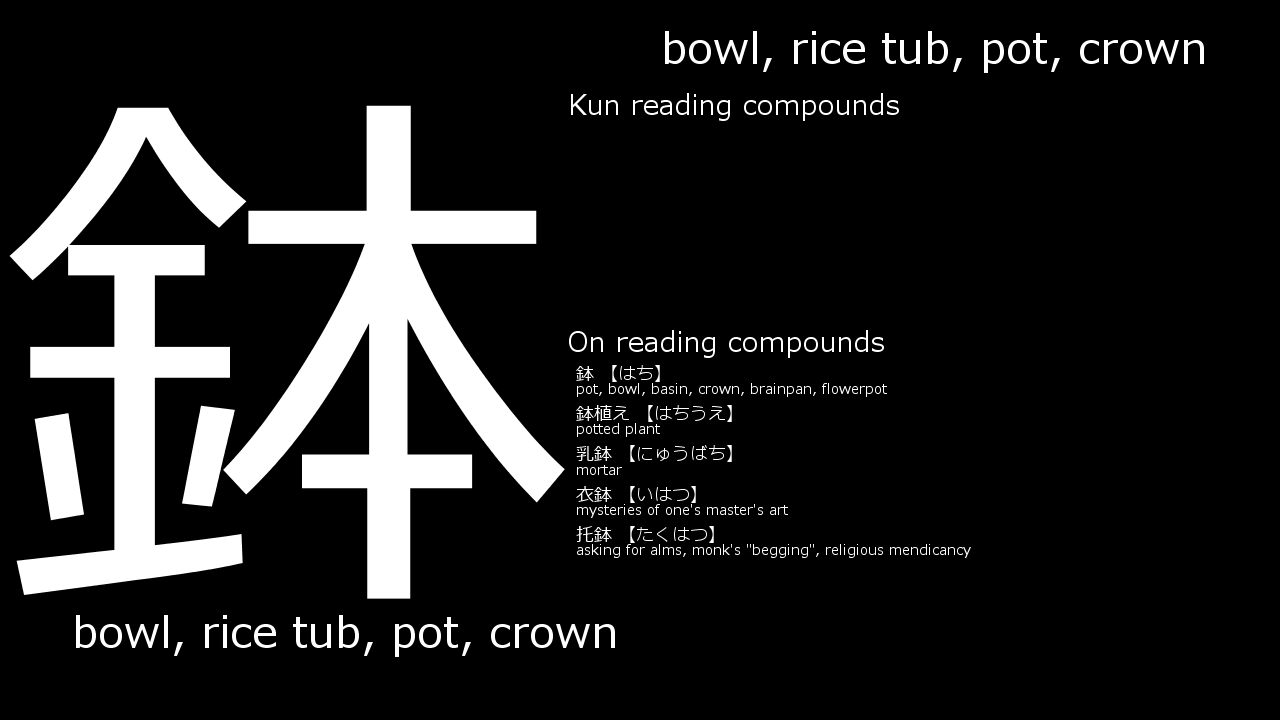 鉢
bowl, rice tub, pot, crown
bowl, rice tub, pot, crown
Kun reading compounds
On reading compounds
鉢 【はち】
pot, bowl, basin, crown, brainpan, flowerpot
鉢植え 【はちうえ】
potted plant
乳鉢 【にゅうばち】
mortar
衣鉢 【いはつ】
mysteries of one's master's art
托鉢 【たくはつ】
asking for alms, monk's "begging", religious mendicancy